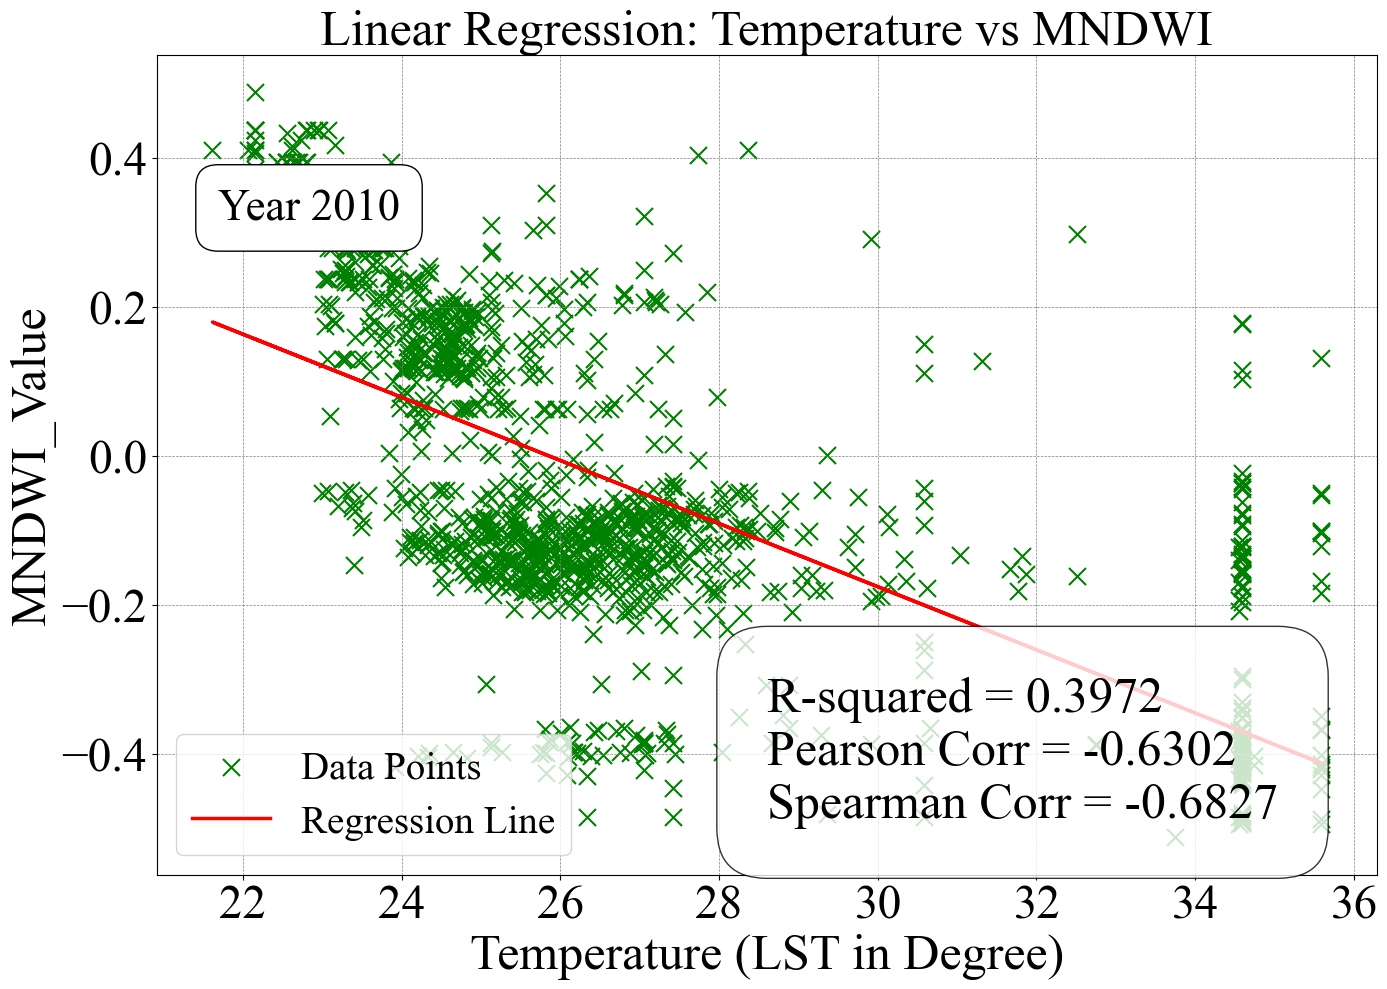 Linear Regression: Temperature vs MNDWI
Year 2010
MNDWI_Value
0.4
0.2
0.0
−0.2
−0.4
R-squared = 0.3972
Pearson Corr = -0.6302
Spearman Corr = -0.6827
Data Points
Regression Line
22 24 26 28 30 32 34 36
Temperature (LST in Degree)